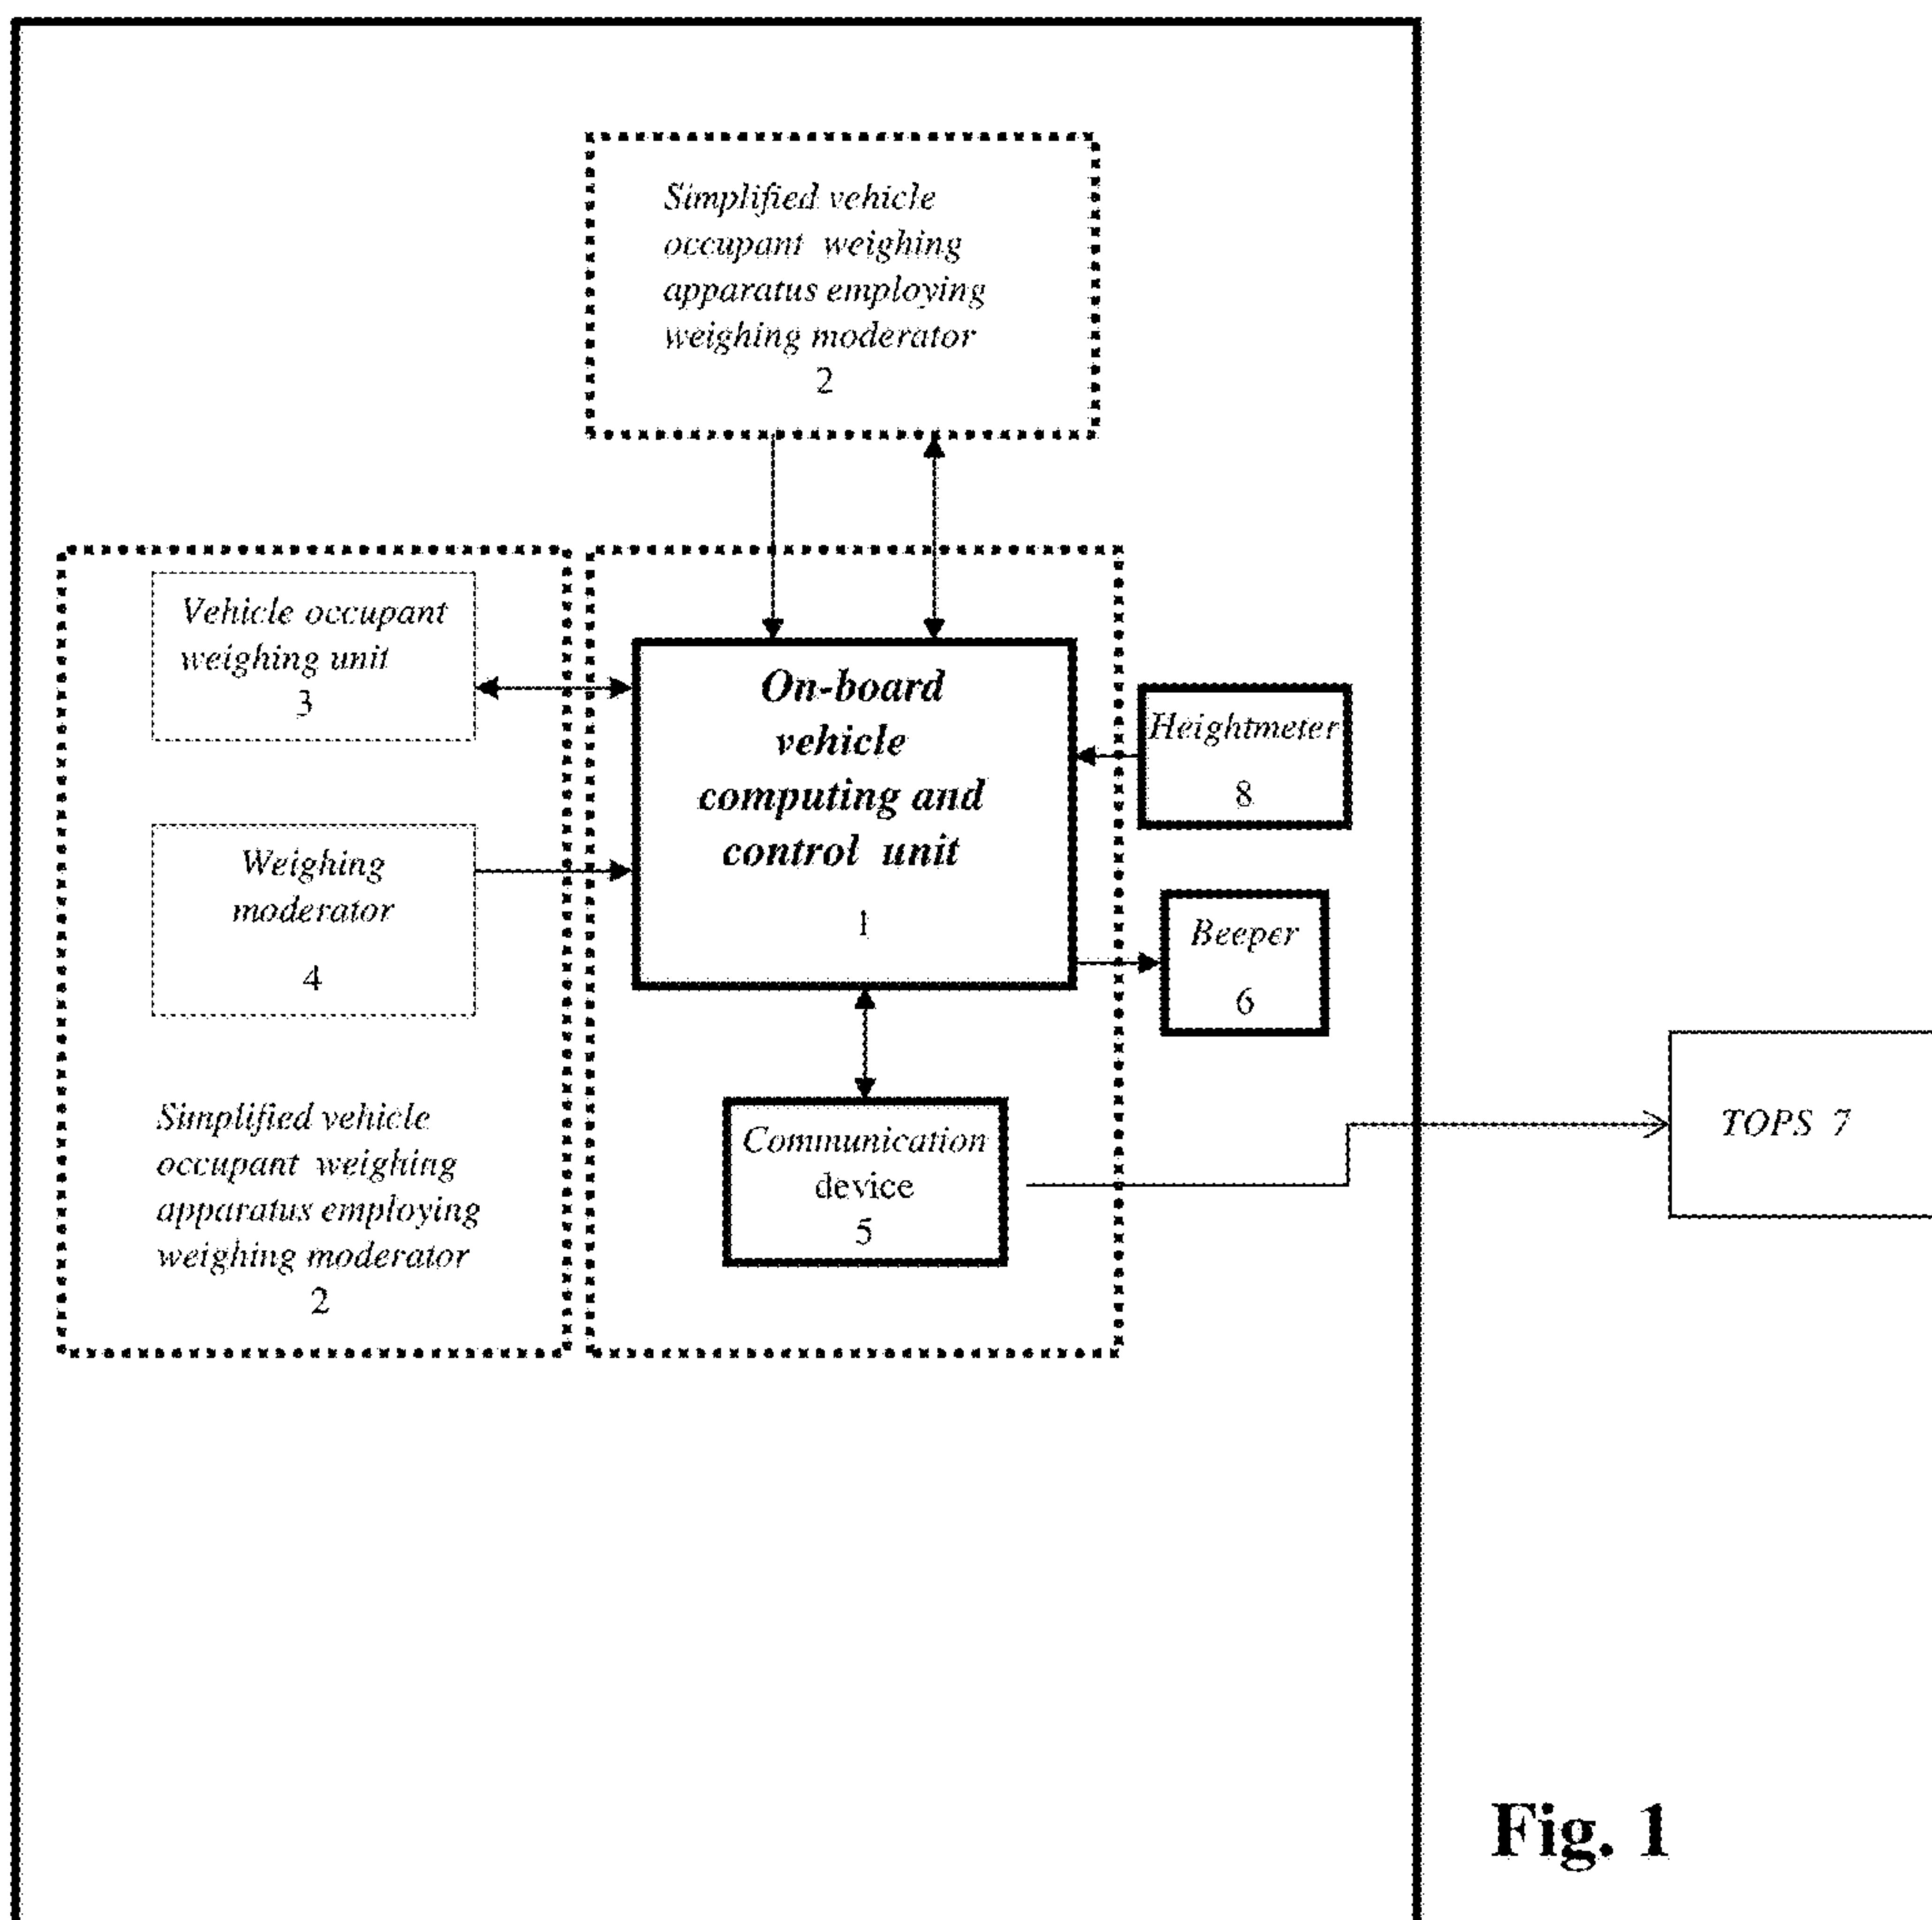 Simplified vehicle
occupant weighing
apparatus employing
weighing moderator
2
Vehicle occupant
weighing unit
3
Weighing
moderator
4
Simplified vehicle
occupant weighing
apparatus employing
weighing moderator
2
On-board
vehicle
computing and
control unit
1
Heightmeter
8
Beeper
6
Communication
device
5
TOPS 7
Fig. 1